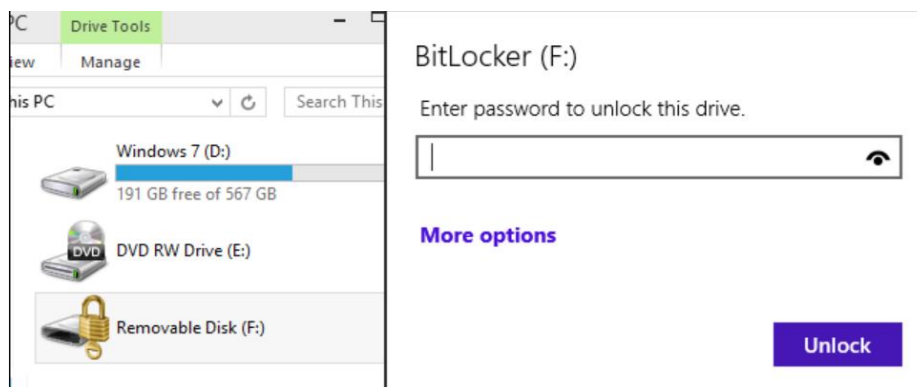 PC Drive Tools
iew Manage
his PC Search This
Windows 7 (D:)
191 GB free of 567 GB
DVD
DVD RW Drive (E:)
Removable Disk (F:)
BitLocker (F:)
Enter password to unlock this drive.
More options
Unlock